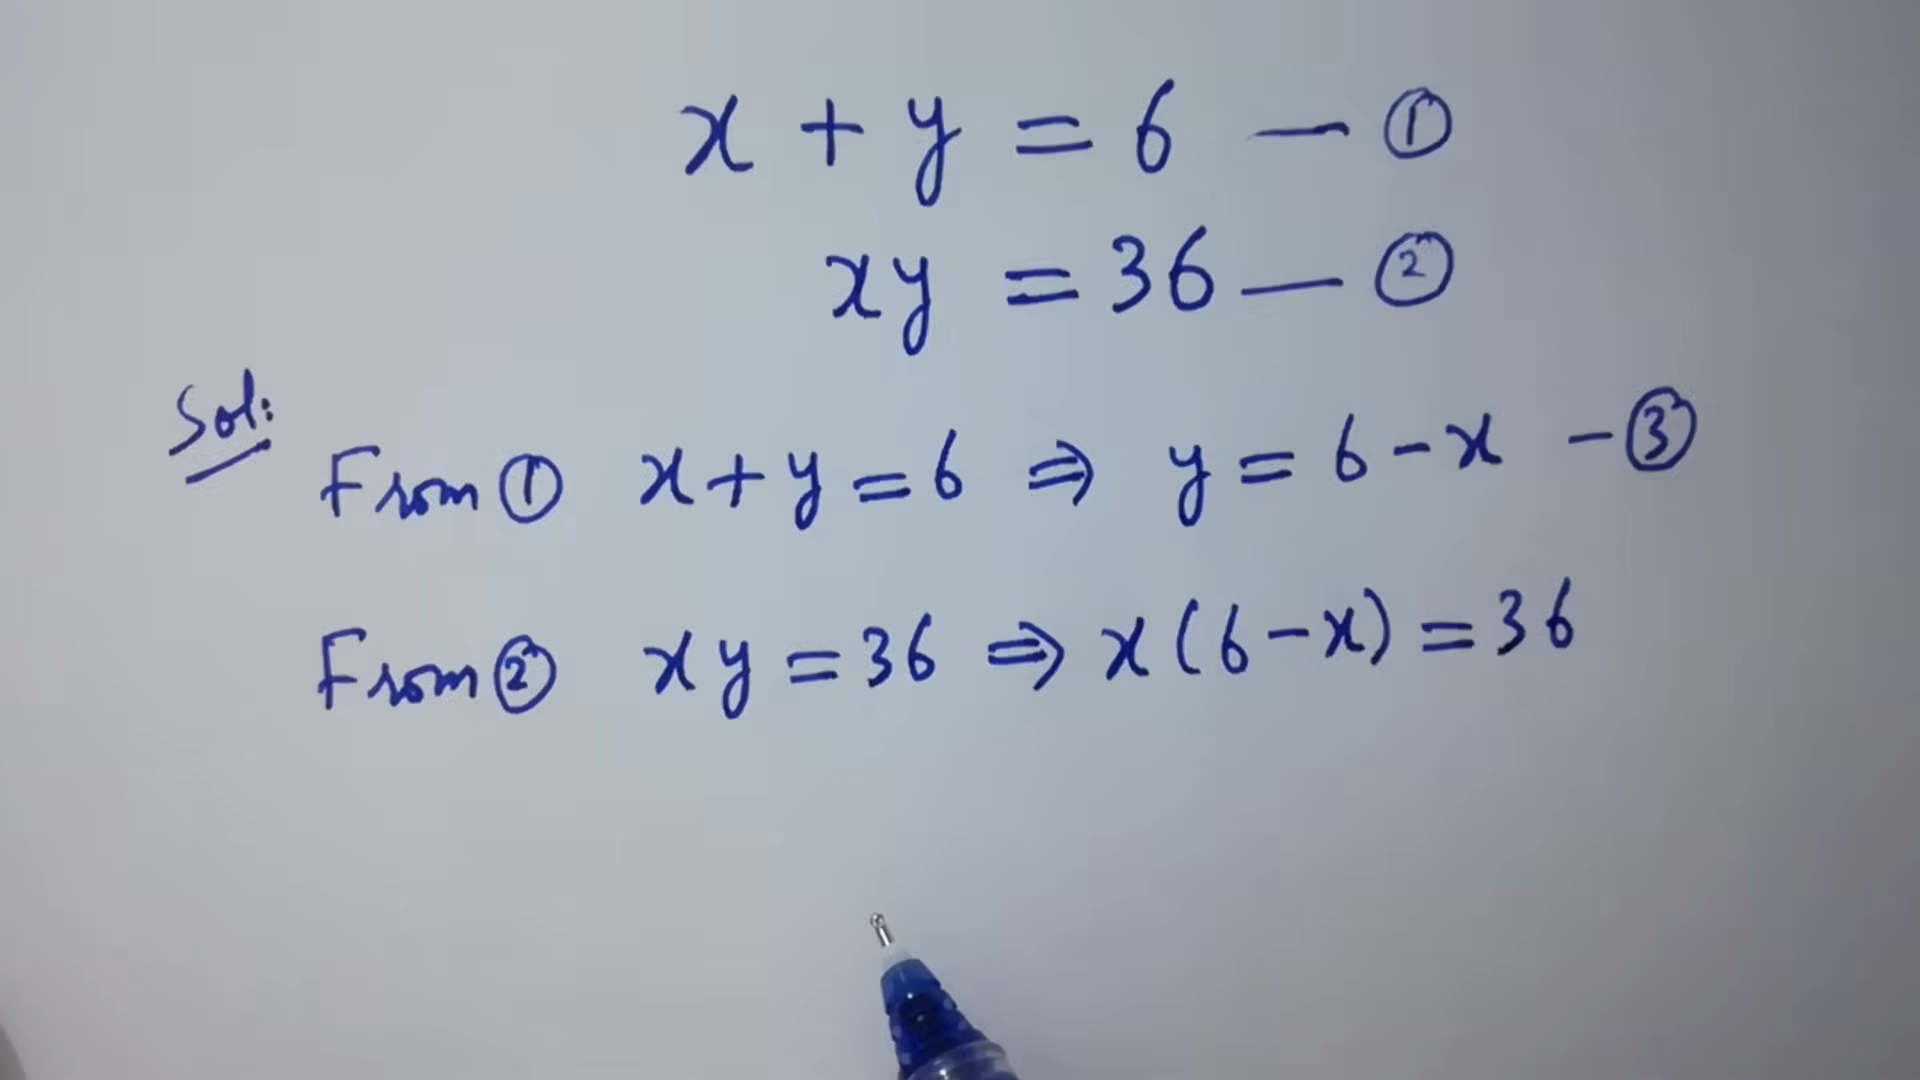 x + y = 6 — ①
xy = 36 — ②
Sol:
From ① x + y = 6 ⇒ y = 6 - x - ③
From ② xy = 36 ⇒ x(6-x) = 36